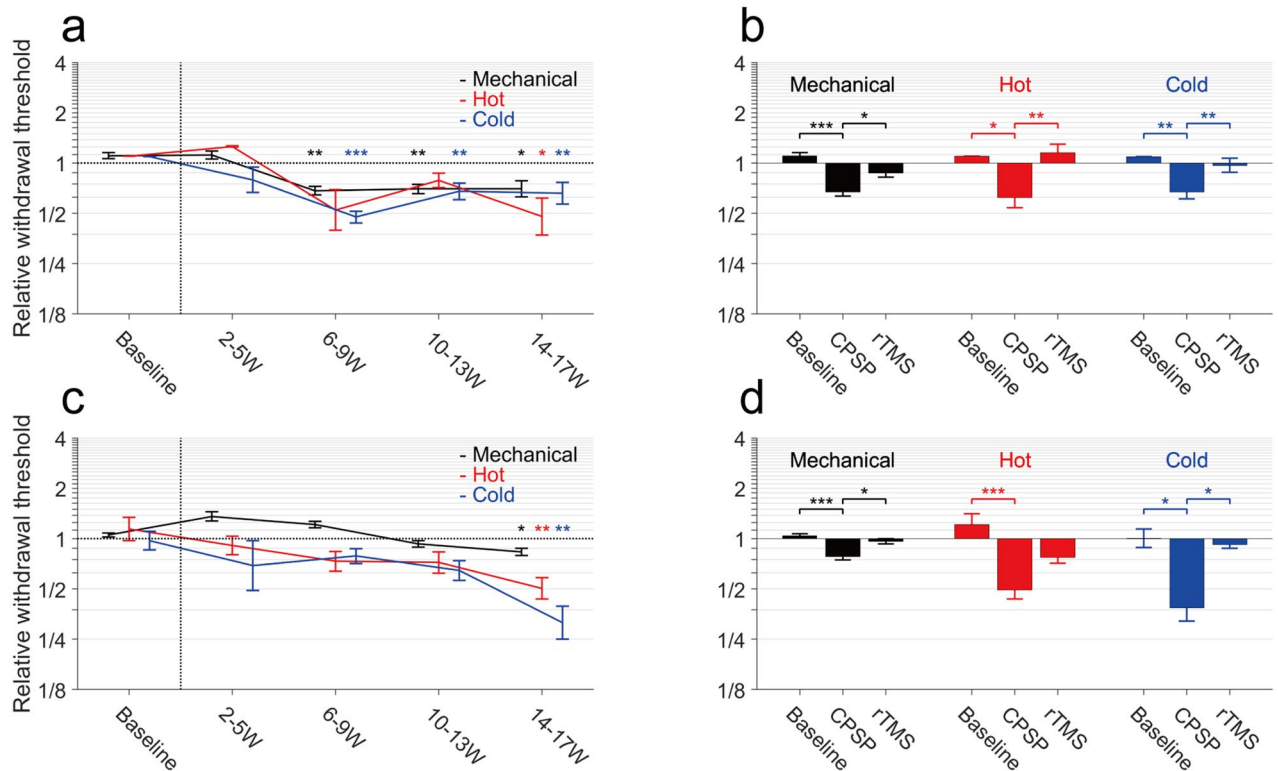 a
Relative withdrawal threshold
4
2
1
1/2
1/4
1/8
Mechanical
Hot
Cold
** *** ** ** * * **
Baseline
2-5W
6-9W
10-13W
14-17W
b
4
2
1
1/2
1/4
1/8
Mechanical Hot Cold
*** * * ** ** **
Baseline
CPSP
rTMS
Baseline
CPSP
rTMS
Baseline
CPSP
rTMS
c
Relative withdrawal threshold
4
2
1
1/2
1/4
1/8
Mechanical
Hot
Cold
* ** **
Baseline
2-5W
6-9W
10-13W
14-17W
d
4
2
1
1/2
1/4
1/8
Mechanical Hot Cold
*** * *** * *
Baseline
CPSP
rTMS
Baseline
CPSP
rTMS
Baseline
CPSP
rTMS